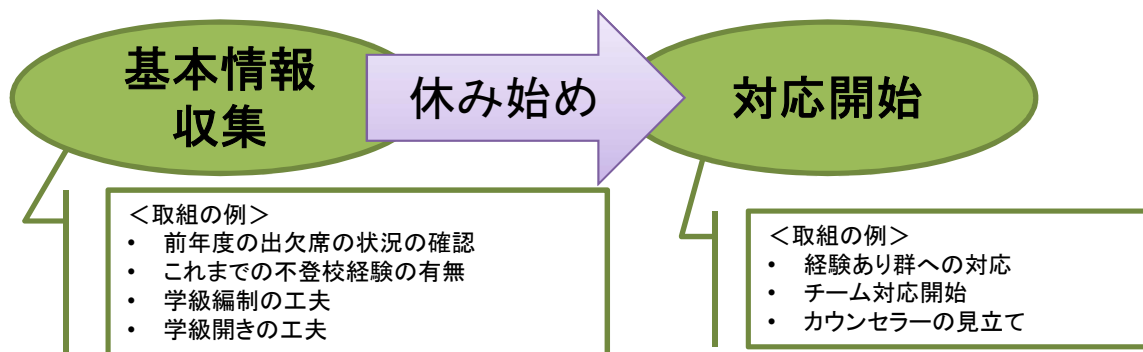 基本情報
収集
休み始め
対応開始
＜取組の例＞
• 前年度の出欠席の状況の確認
• これまでの不登校経験の有無
• 学級編制の工夫
• 学級開きの工夫
＜取組の例＞
• 経験あり群への対応
• チーム対応開始
• カウンセラーの見立て